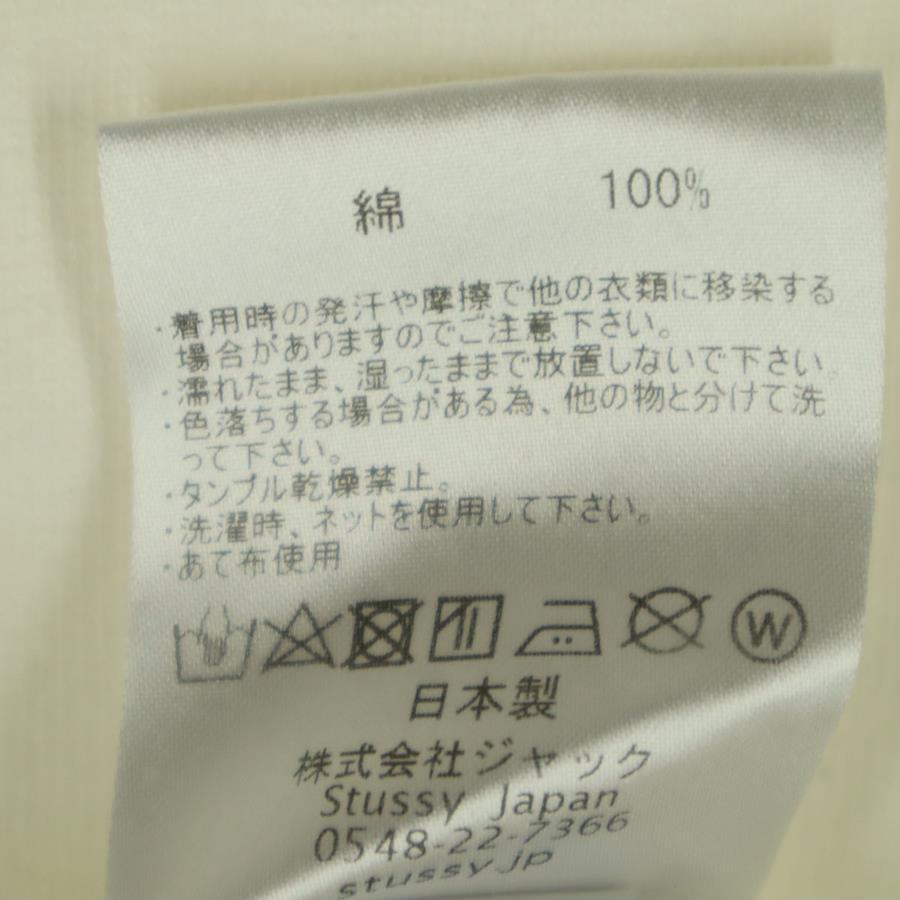 綿 100%
・着用時の発汗や摩擦で他の衣類に移染する
場合がありますのでご注意下さい。
・濡れたまま、湿ったままで放置しないで下さい。
・色落ちする場合がある為、他の物と分けて洗
って下さい。
・タンブル乾燥禁止。
・洗濯時、ネットを使用して下さい。
・あて布使用
W
日本製
株式会社ジャック
Stussy Japan
0548-22-7366
stussy.jp